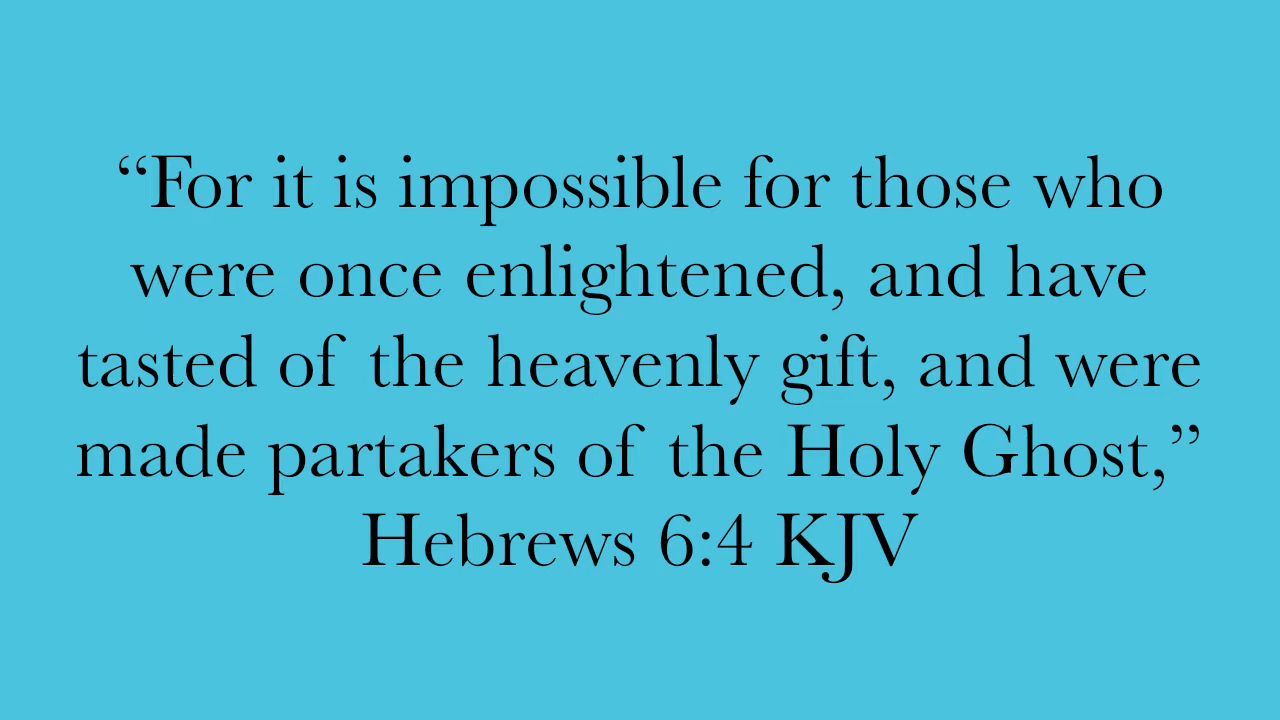 “For it is impossible for those who
were once enlightened, and have
tasted of the heavenly gift, and were
made partakers of the Holy Ghost,”
Hebrews 6:4 KJV